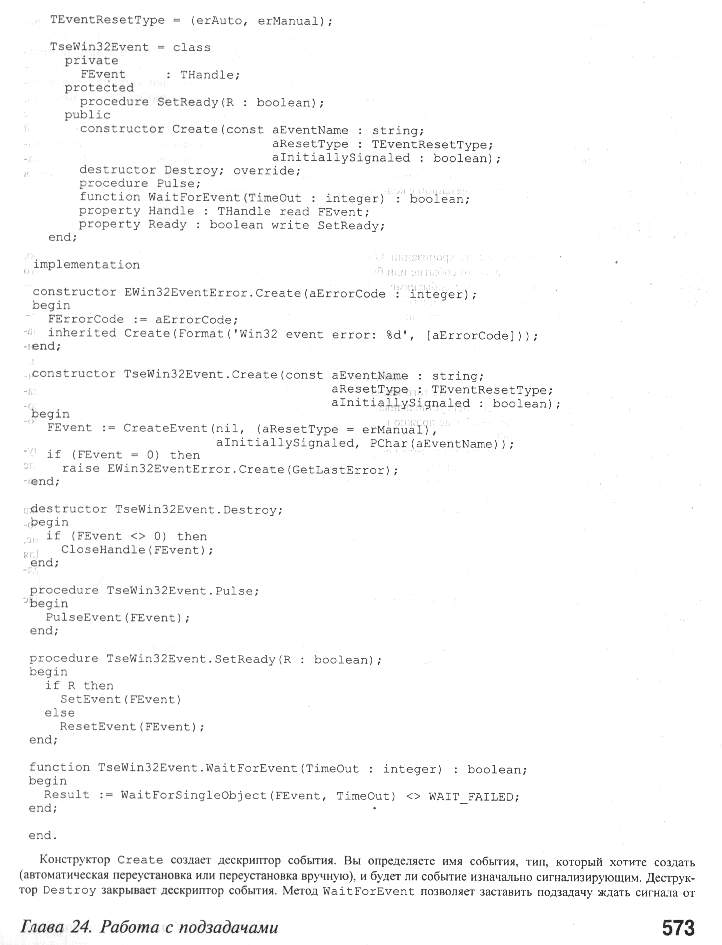 TEventResetType = (erAuto, erManual);
TseWin32Event = class
private
FEvent : THandle;
protected
procedure SetReady(R : boolean);
public
constructor Create(const aEventName : string;
aResetType : TEventResetType;
aInitiallySignaled : boolean);
destructor Destroy; override;
procedure Pulse;
function WaitForEvent(TimeOut : integer) : boolean;
property Handle : THandle read FEvent;
property Ready : boolean write SetReady;
end;
implementation
constructor EWin32EventError.Create(aErrorCode : integer);
begin
FErrorCode := aErrorCode;
inherited Create(Format('Win32 event error: %d', [aErrorCode]));
end;
constructor TseWin32Event.Create(const aEventName : string;
aResetType : TEventResetType;
aInitiallySignaled : boolean);
begin
FEvent := CreateEvent(nil, (aResetType = erManual),
aInitiallySignaled, PChar(aEventName));
if (FEvent = 0) then
raise EWin32EventError.Create(GetLastError);
end;
destructor TseWin32Event.Destroy;
begin
if (FEvent <> 0) then
CloseHandle(FEvent);
end;
procedure TseWin32Event.Pulse;
begin
PulseEvent(FEvent);
end;
procedure TseWin32Event.SetReady(R : boolean);
begin
if R then
SetEvent(FEvent)
else
ResetEvent(FEvent);
end;
function TseWin32Event.WaitForEvent(TimeOut : integer) : boolean;
begin
Result := WaitForSingleObject(FEvent, TimeOut) <> WAIT_FAILED;
end;
end.
Конструктор Create создает дескриптор события. Вы определяете имя события, тип, который хотите создать
(автоматическая переустановка или переустановка вручную), и будет ли событие изначально сигнализирующим. Деструк-
тор Destroy закрывает дескриптор события. Метод WaitForEvent позволяет заставить подзадачу ждать сигнала от
Глава 24. Работа с подзадачами 573